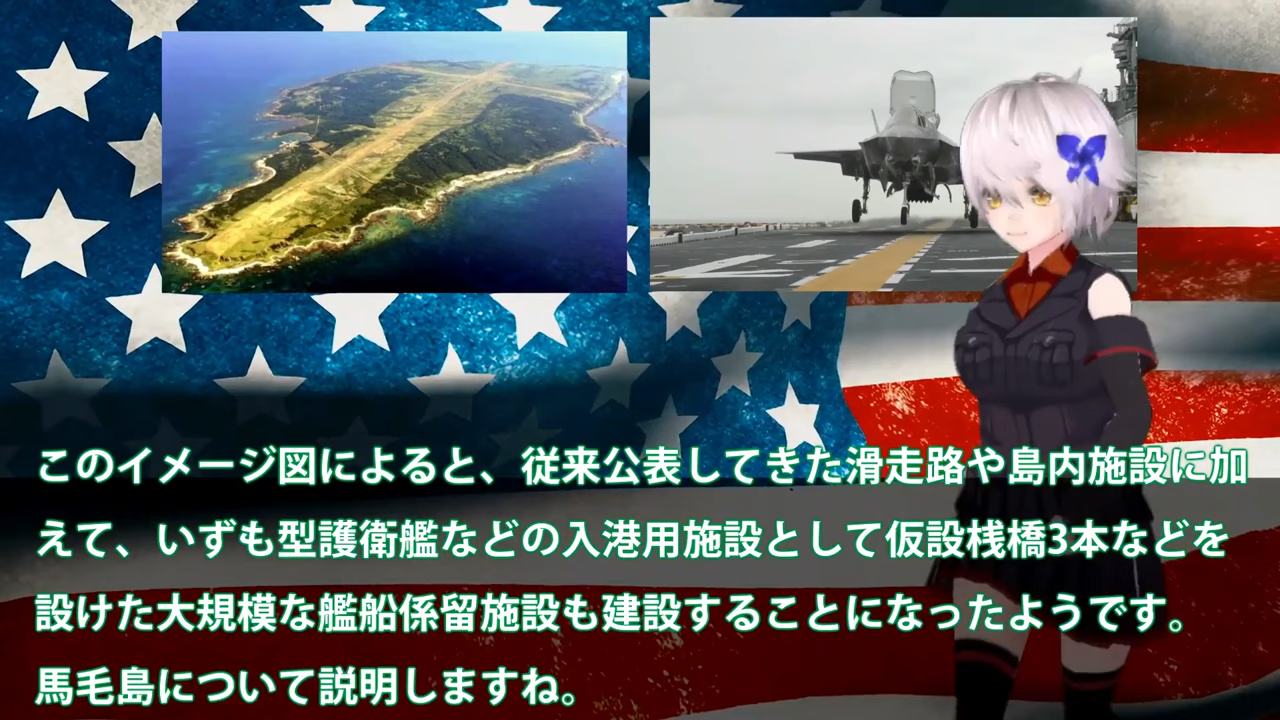 このイメージ図によると、従来公表してきた滑走路や島内施設に加
えて、いずも型護衛艦などの入港用施設として仮設桟橋3本などを
設けた大規模な艦船係留施設も建設することになったようです。
馬毛島について説明しますね。